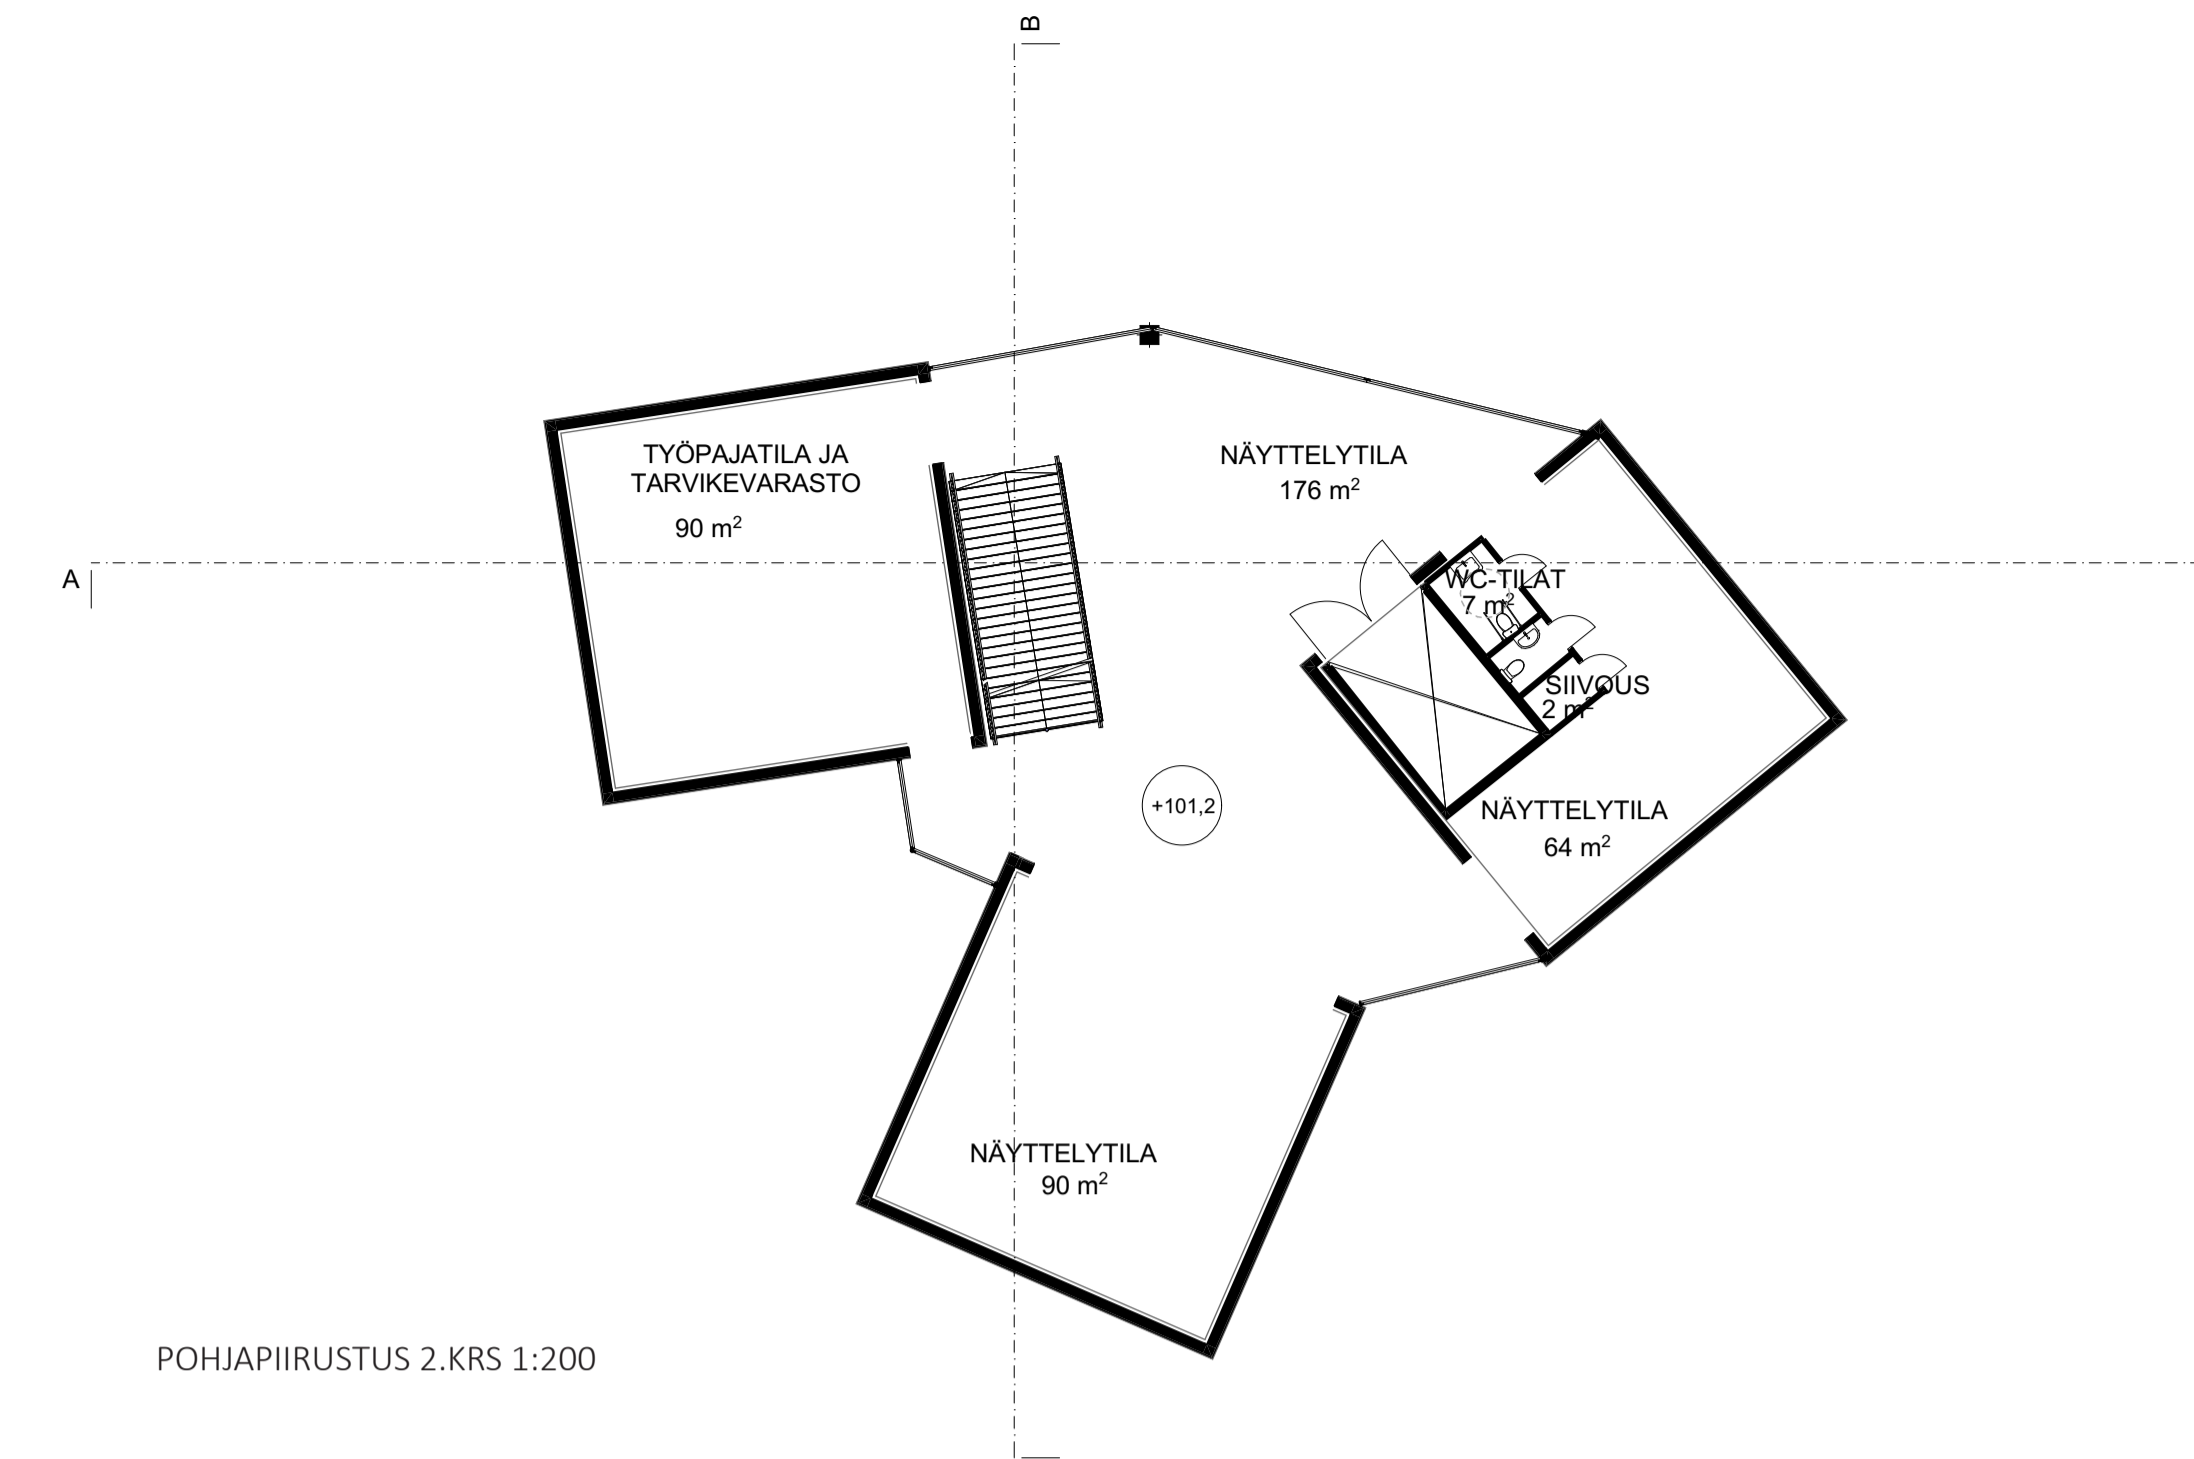 B
TYÖPAJATILA JA
TARVIKEVARASTO
90 m²
NÄYTTELYTILA
176 m²
A
WC-TILAT
7 m²
SIIVOUS
2 m²
+101,2
NÄYTTELYTILA
64 m²
NÄYTTELYTILA
90 m²
POHJAPIIRUSTUS 2.KRS 1:200